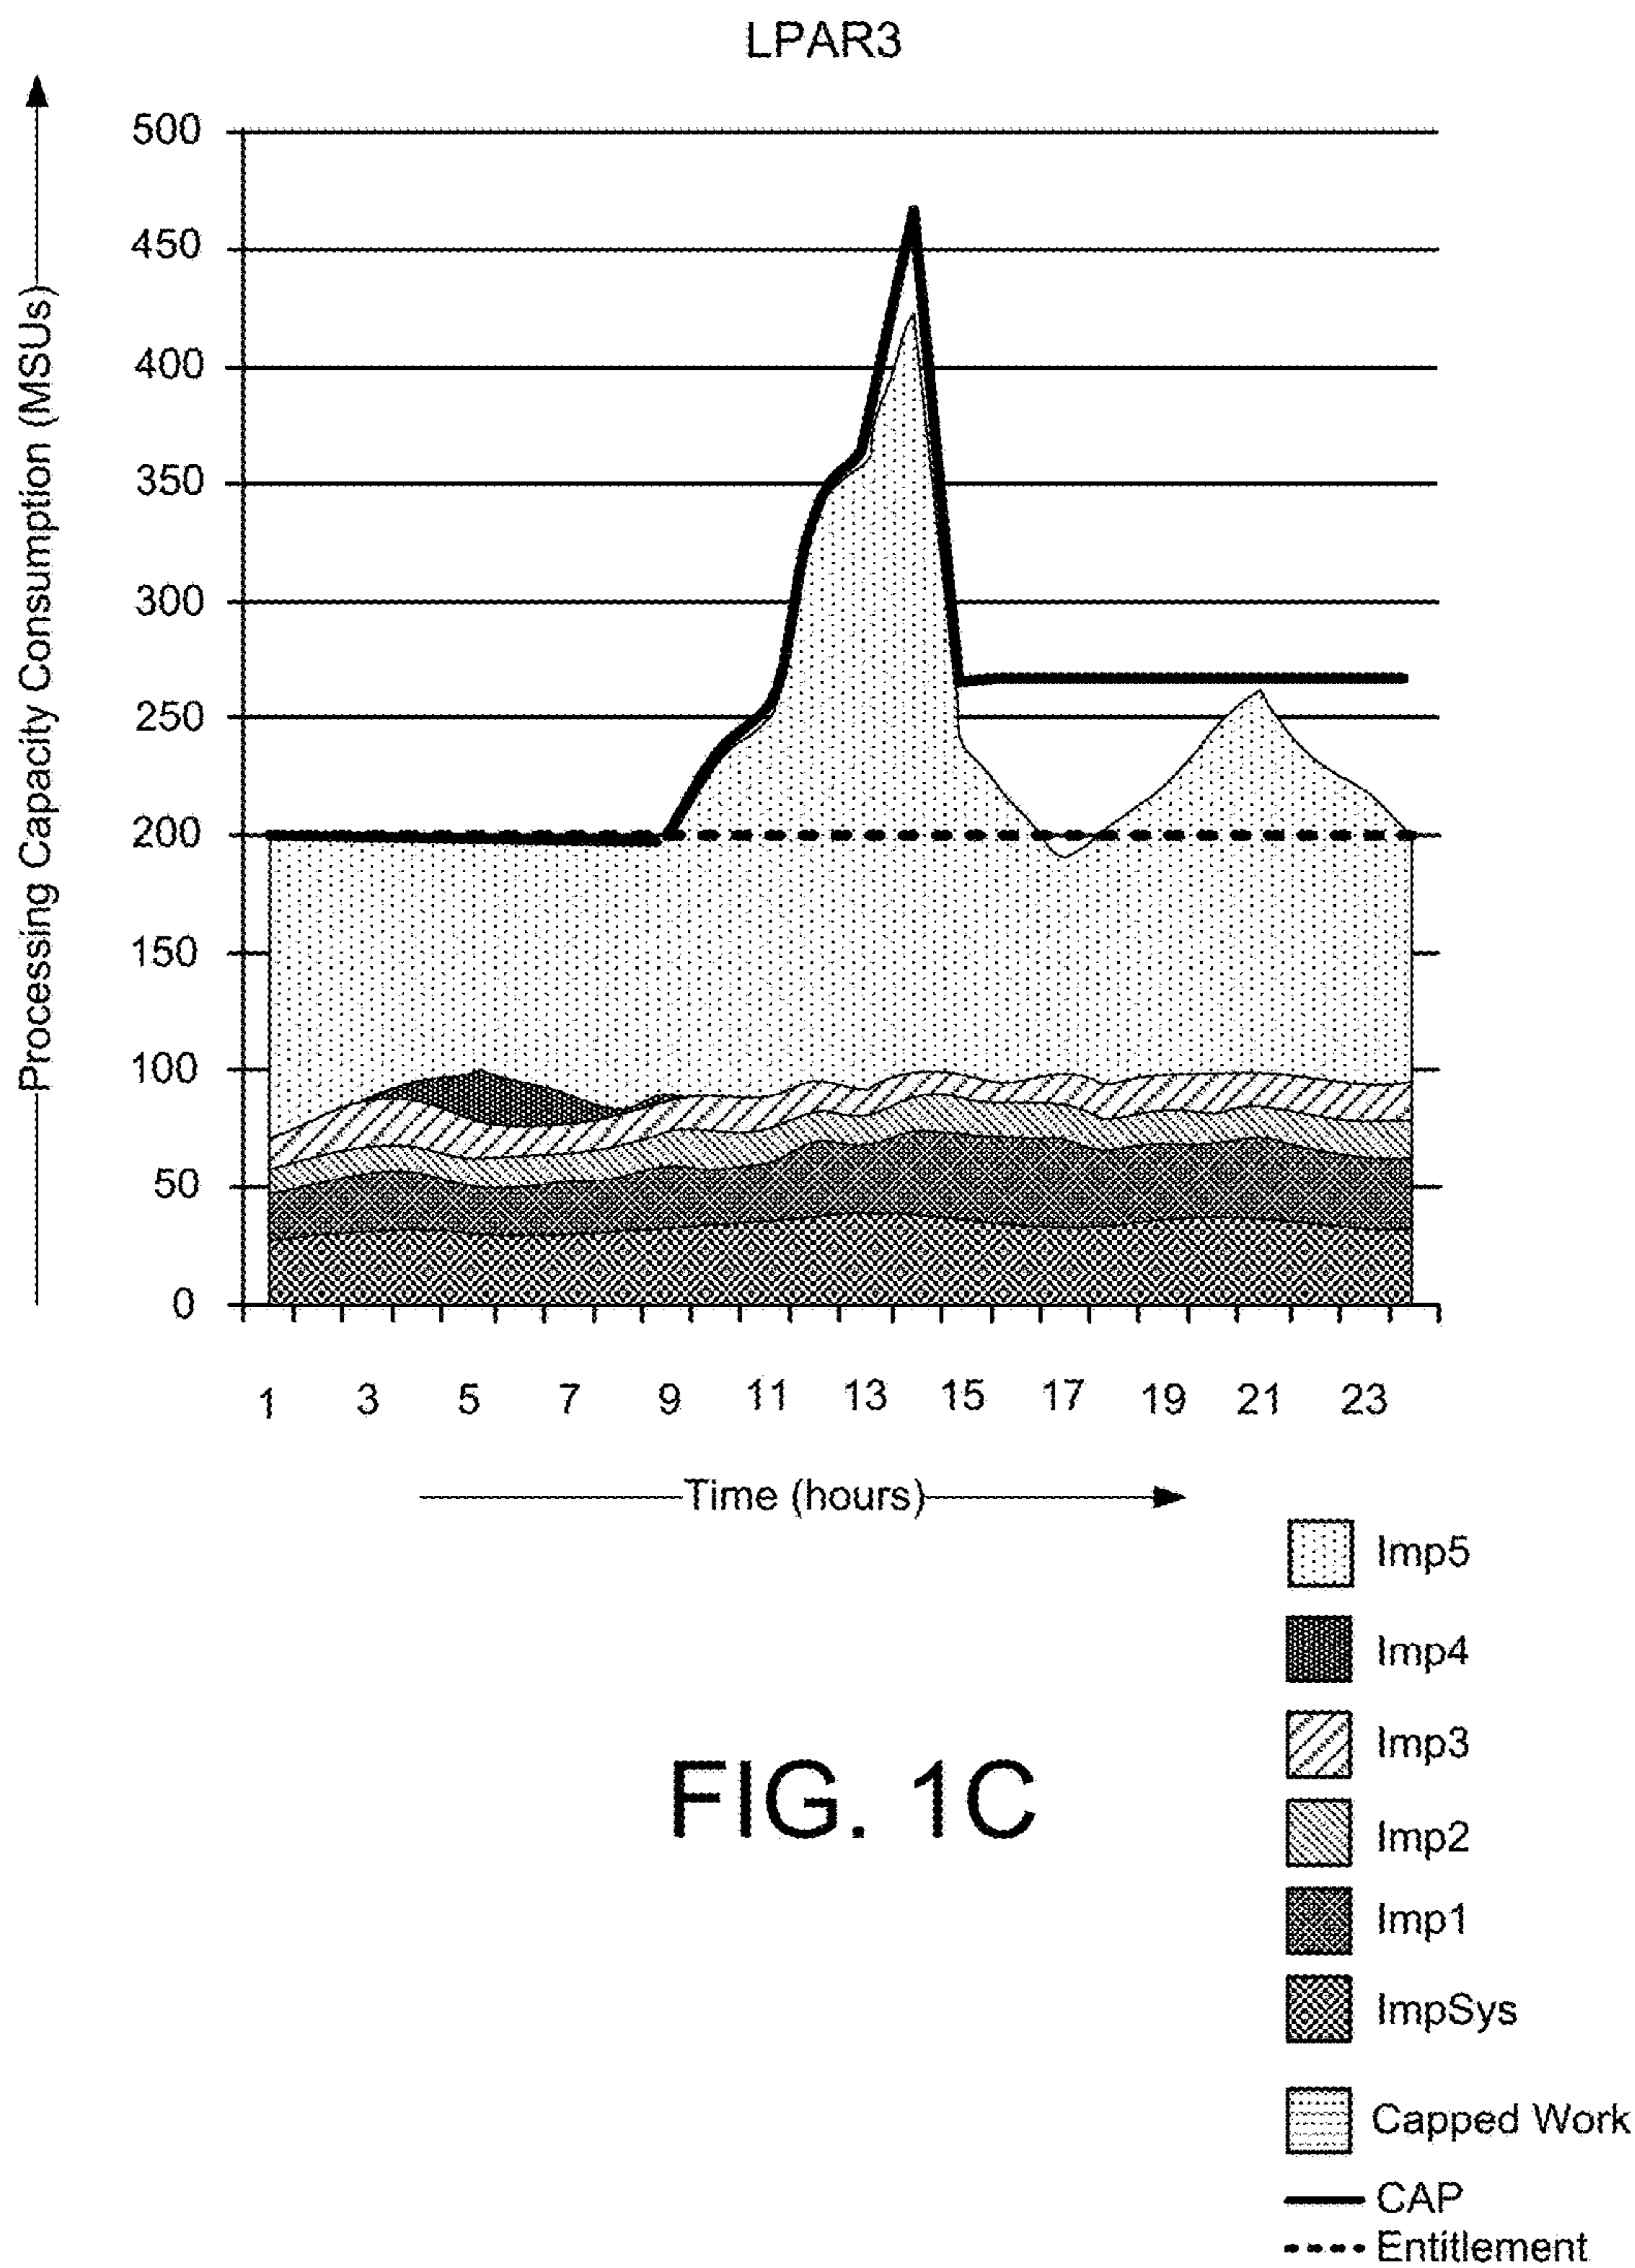 LPAR3
Processing Capacity Consumption (MSUs)
500
450
400
350
300
250
200
150
100
50
0
1 3 5 7 9 11 13 15 17 19 21 23
Time (hours)
Imp5
Imp4
Imp3
Imp2
Imp1
ImpSys
Capped Work
CAP
Entitlement
FIG. 1C